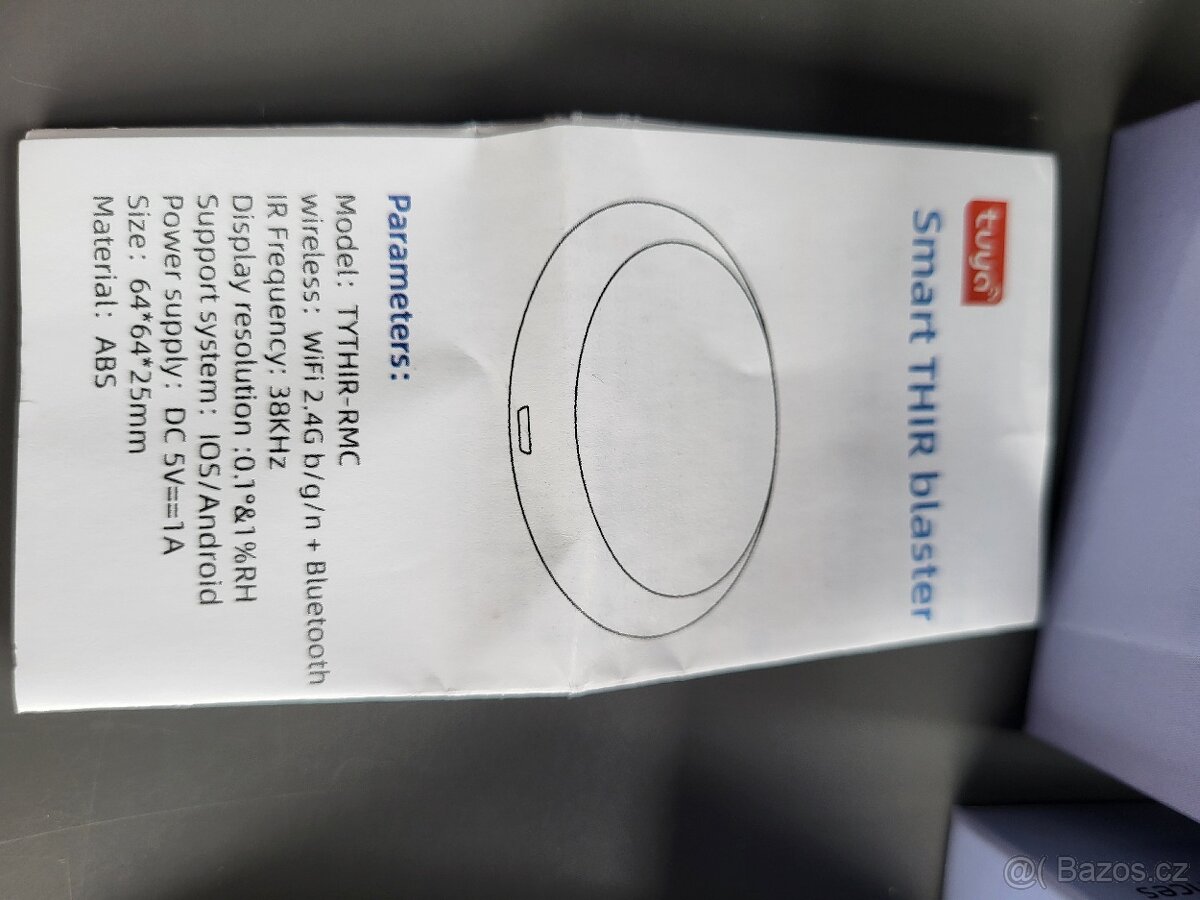 tuya
Smart THIR blaster
Parameters:
Model: TYTHIR-RMC
wireless: WiFi 2.4G b/g/n + Bluetooth
IR Frequency: 38KHz
Display resolution :0.1°&1%RH
Support system: IOS/Android
Power supply: DC 5V==1A
Size: 64*64*25mm
Material: ABS
@( Bazos.cz